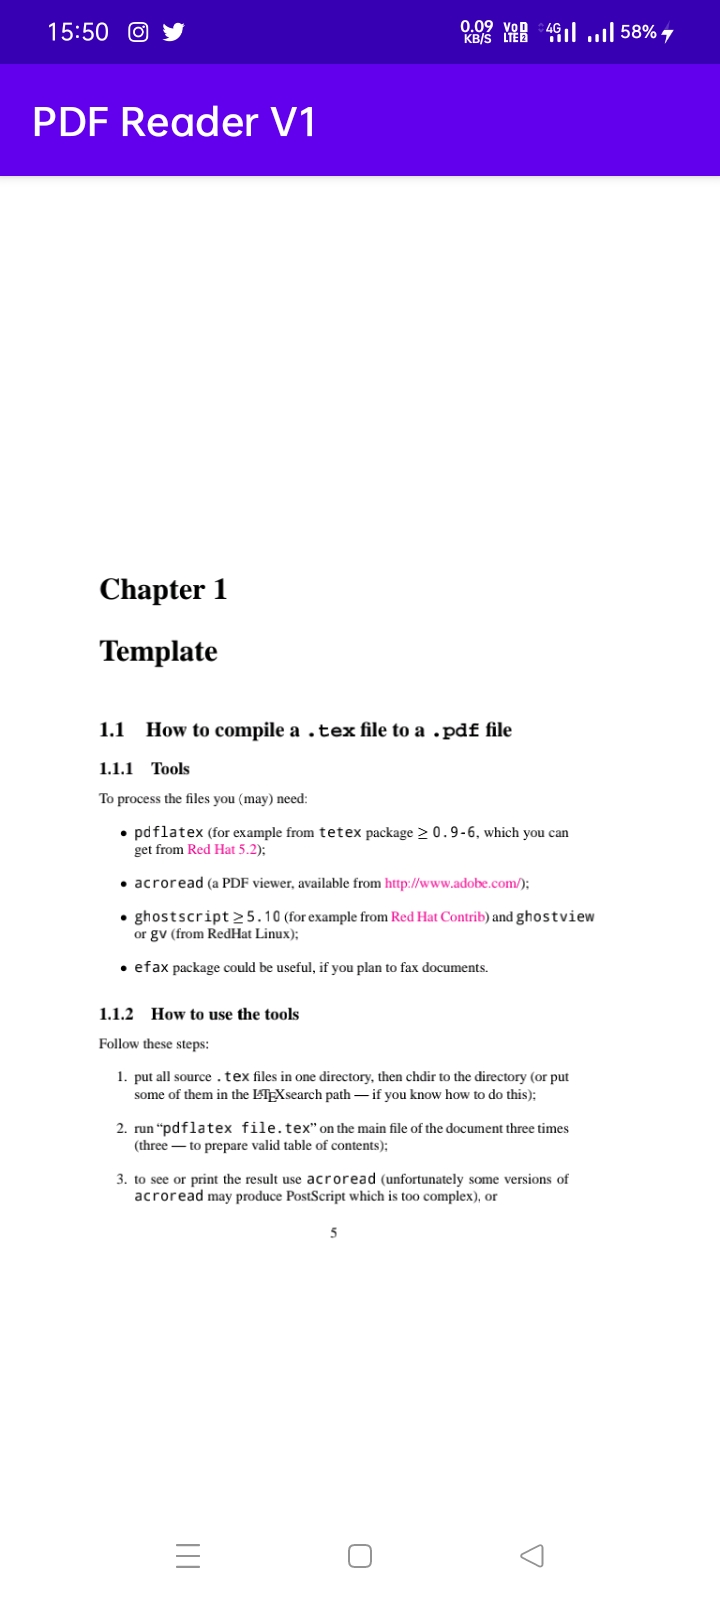 15:50
0.09 KB/S VoD LTE2 4G 58%
PDF Reader V1
Chapter 1
Template
1.1 How to compile a .tex file to a .pdf file
1.1.1 Tools
To process the files you (may) need:
• pdflatex (for example from tetex package ≥ 0.9-6, which you can
get from Red Hat 5.2);
• acroread (a PDF viewer, available from http://www.adobe.com/);
• ghostscript ≥ 5.10 (for example from Red Hat Contrib) and ghostview
or gv (from RedHat Linux);
• efax package could be useful, if you plan to fax documents.
1.1.2 How to use the tools
Follow these steps:
1. put all source .tex files in one directory, then chdir to the directory (or put
some of them in the LATEXsearch path — if you know how to do this);
2. run “pdflatex file.tex” on the main file of the document three times
(three — to prepare valid table of contents);
3. to see or print the result use acroread (unfortunately some versions of
acroread may produce PostScript which is too complex), or
5